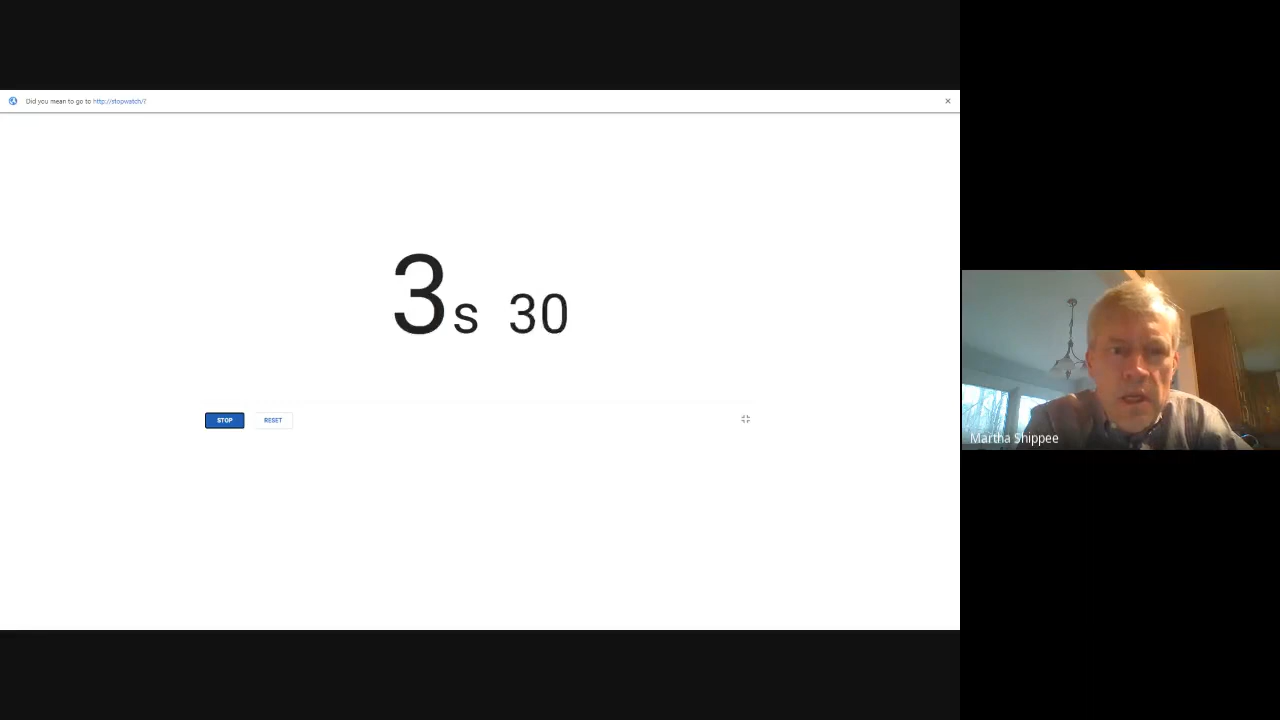 Did you mean to go to http://stopwatch/?
3s 30
STOP RESET
Martha Shippee